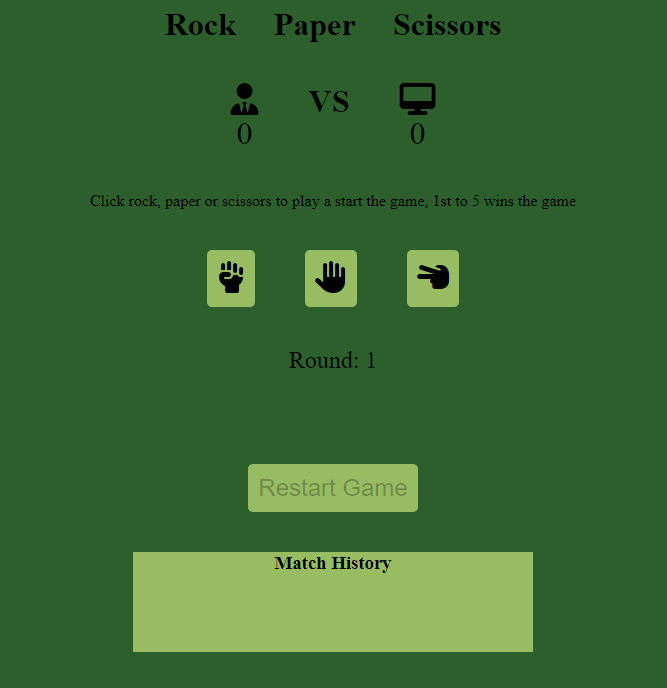 Rock Paper Scissors
VS
0 0
Click rock, paper or scissors to play a start the game, 1st to 5 wins the game
Round: 1
Restart Game
Match History